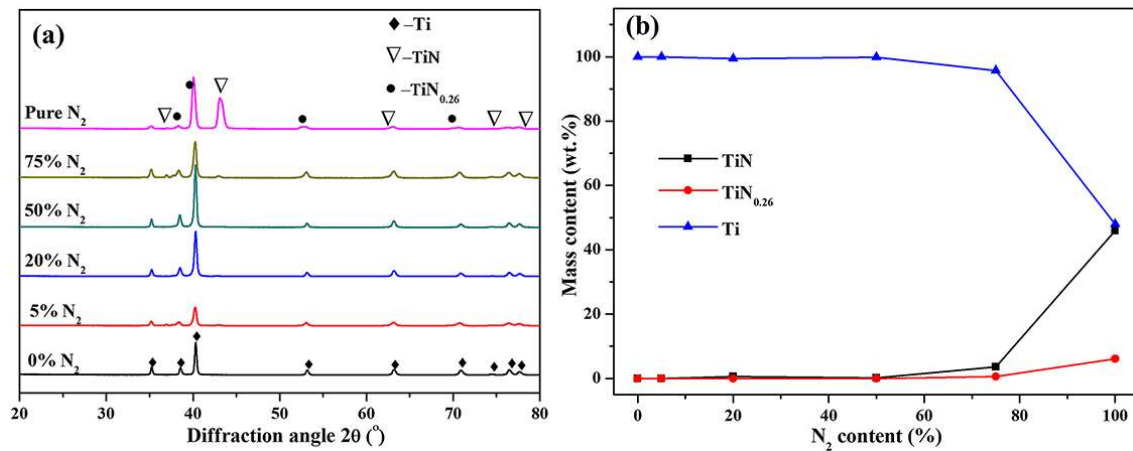 (a)
♦ –Ti
▽ –TiN
● –TiN0.26
Pure N2
75% N2
50% N2
20% N2
5% N2
0% N2
20 30 40 50 60 70 80
Diffraction angle 2θ (°)
(b)
Mass content (wt.%)
100
80
60
40
20
0
TiN
TiN0.26
Ti
0 20 40 60 80 100
N2 content (%)